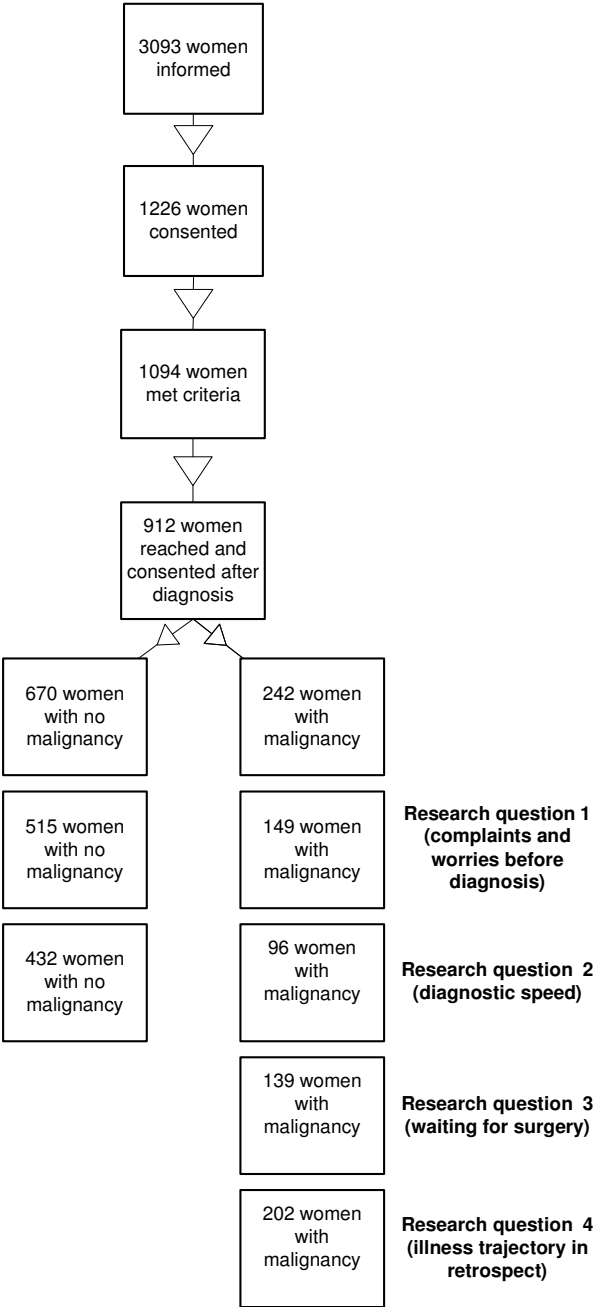 3093 women
informed
1226 women
consented
1094 women
met criteria
912 women
reached and
consented after
diagnosis
670 women
with no
malignancy
242 women
with
malignancy
515 women
with no
malignancy
149 women
with
malignancy
Research question 1
(complaints and
worries before
diagnosis)
432 women
with no
malignancy
96 women
with
malignancy
Research question 2
(diagnostic speed)
139 women
with
malignancy
Research question 3
(waiting for surgery)
202 women
with
malignancy
Research question 4
(illness trajectory in
retrospect)